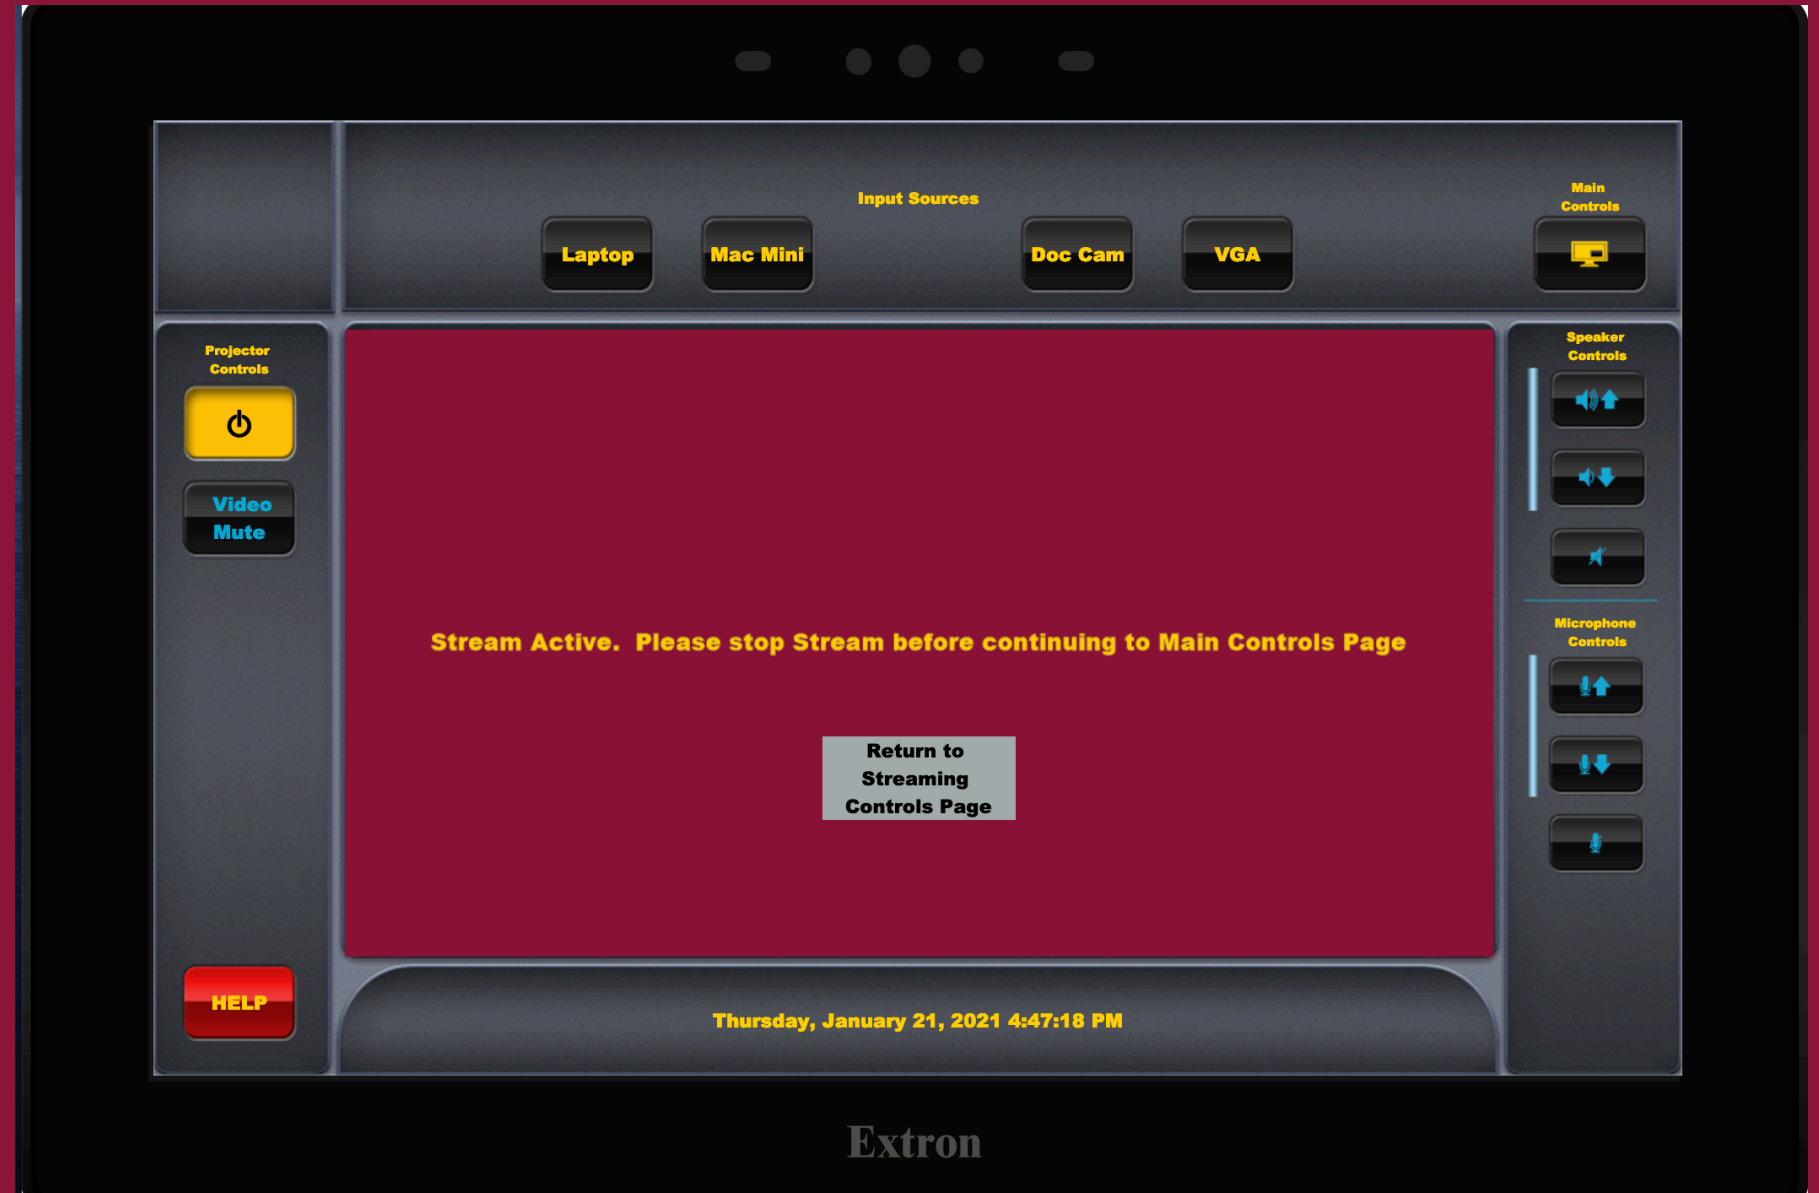 Input Sources
Main
Controls
Laptop
Mac Mini
Doc Cam
VGA
Projector
Controls
Video
Mute
HELP
Stream Active.  Please stop Stream before continuing to Main Controls Page
Return to
Streaming
Controls Page
Speaker
Controls
Microphone
Controls
Thursday, January 21, 2021 4:47:18 PM
Extron